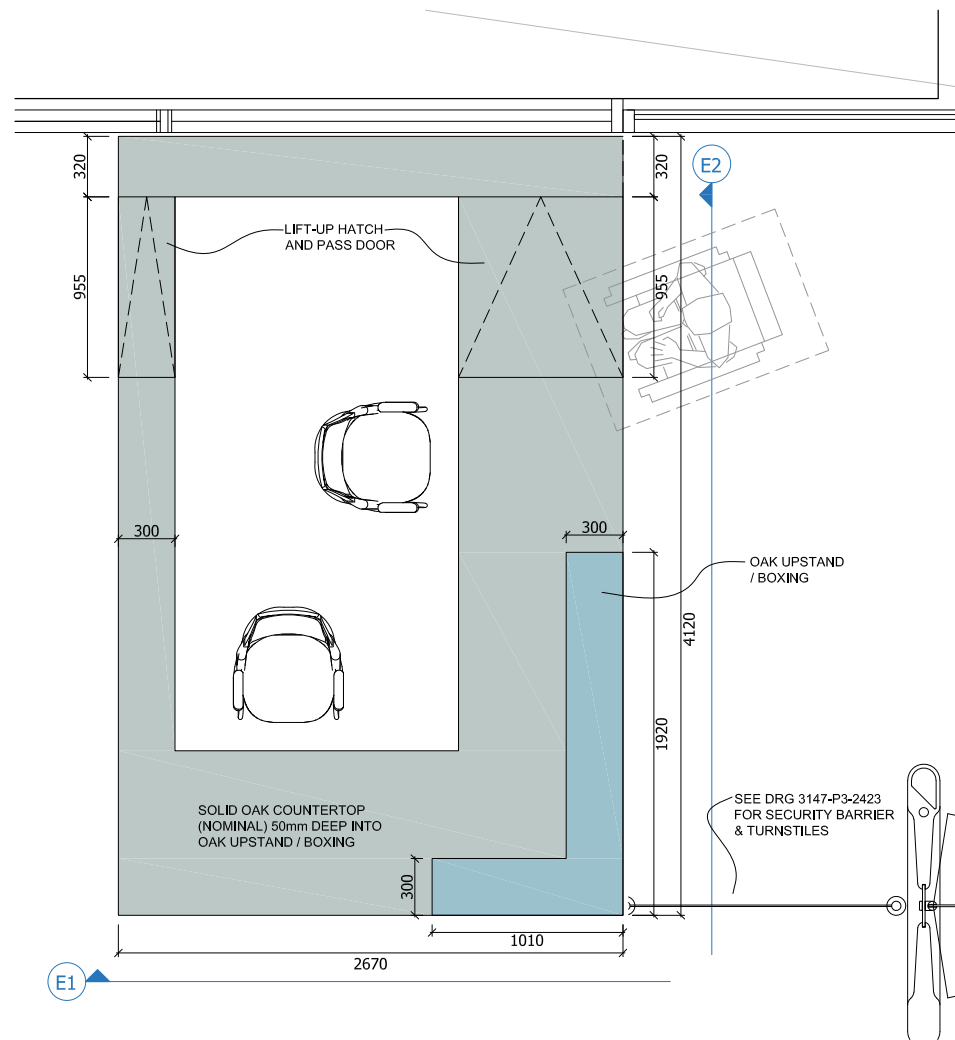 320
320
E2
LIFT-UP HATCH
AND PASS DOOR
955
955
300
300
OAK UPSTAND
/ BOXING
4120
1920
SOLID OAK COUNTERTOP
(NOMINAL) 50mm DEEP INTO
OAK UPSTAND / BOXING
SEE DRG 3147-P3-2423
FOR SECURITY BARRIER
& TURNSTILES
300
1010
2670
E1